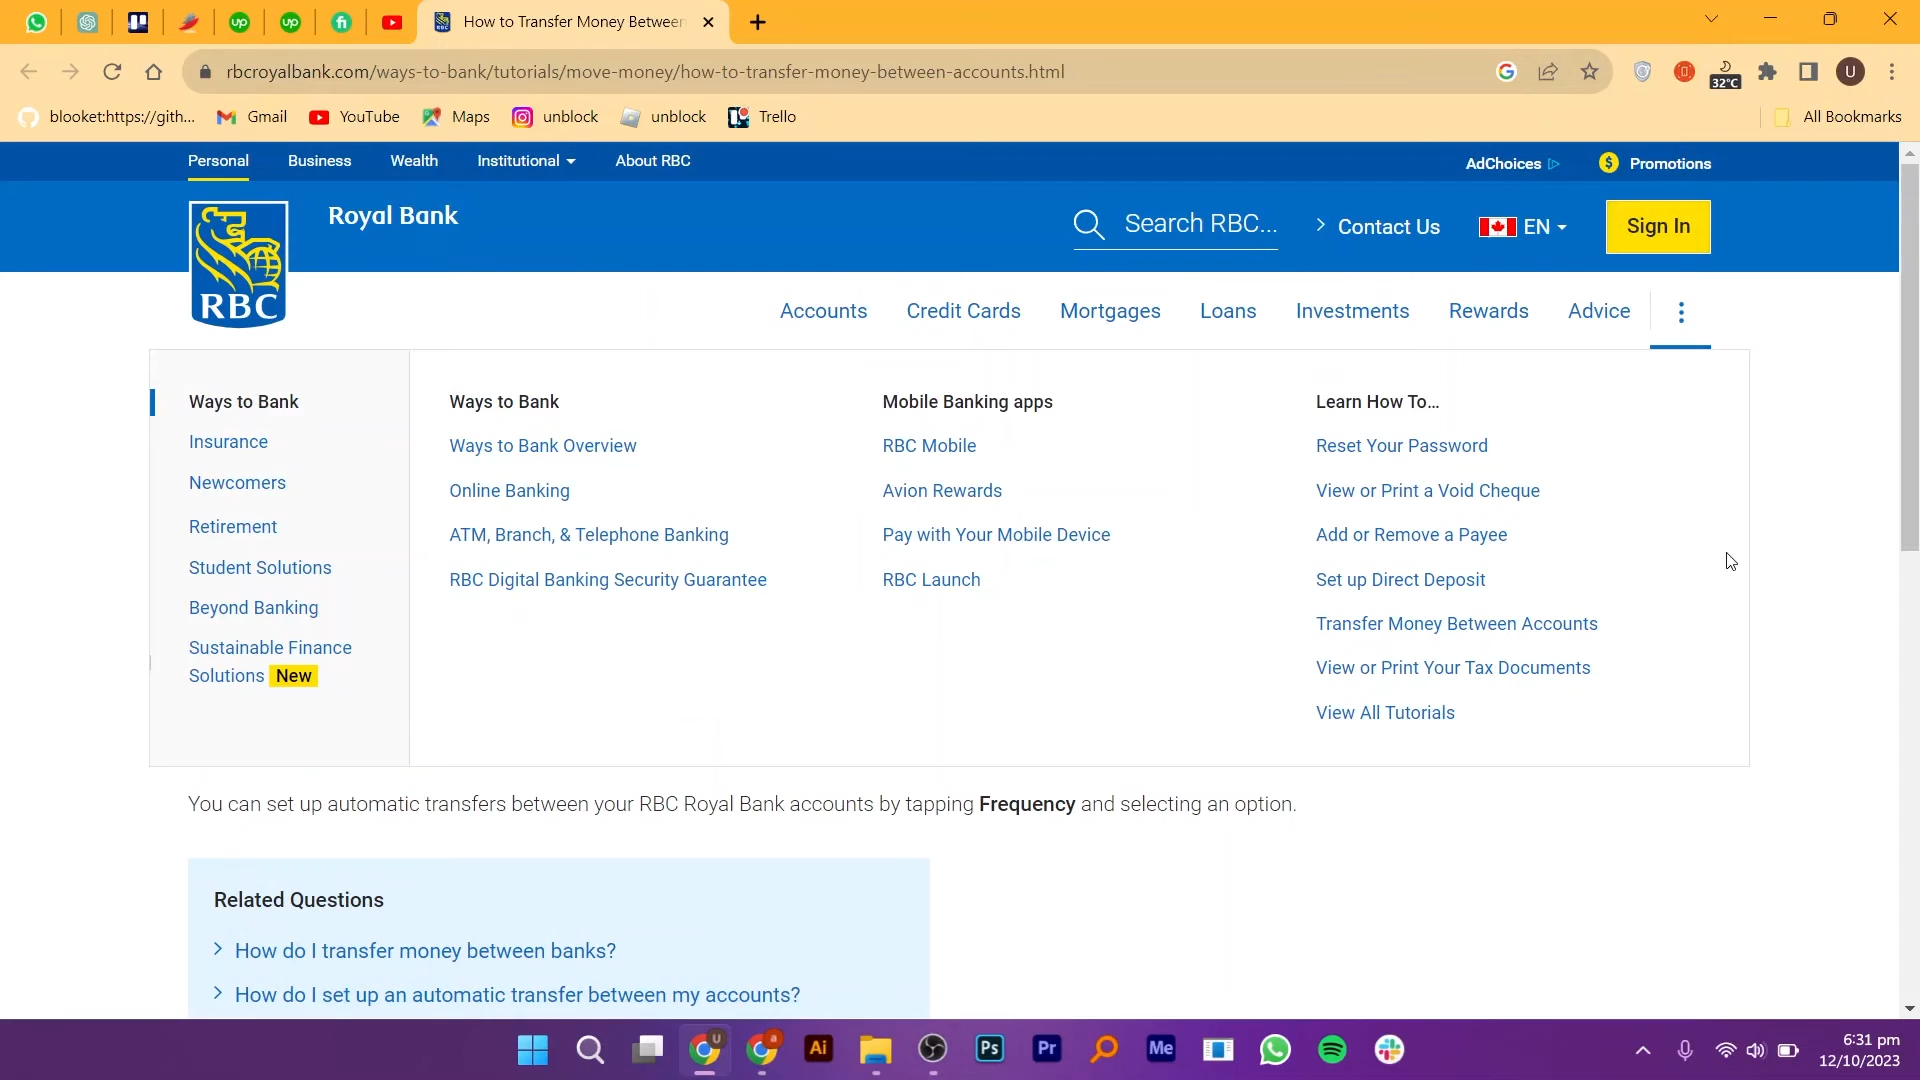 How to Transfer Money Between
rbcroyalbank.com/ways-to-bank/tutorials/move-money/how-to-transfer-money-between-accounts.html
32°C
U
blooket:https://gith...
Gmail
YouTube
Maps
unblock
unblock
Trello
All Bookmarks
Personal
Business
Wealth
Institutional
About RBC
AdChoices
Promotions
RBC
Royal Bank
Search RBC...
Contact Us
EN
Sign In
Accounts
Credit Cards
Mortgages
Loans
Investments
Rewards
Advice
Ways to Bank
Insurance
Newcomers
Retirement
Student Solutions
Beyond Banking
Sustainable Finance
Solutions New
Ways to Bank
Ways to Bank Overview
Online Banking
ATM, Branch, & Telephone Banking
RBC Digital Banking Security Guarantee
Mobile Banking apps
RBC Mobile
Avion Rewards
Pay with Your Mobile Device
RBC Launch
Learn How To...
Reset Your Password
View or Print a Void Cheque
Add or Remove a Payee
Set up Direct Deposit
Transfer Money Between Accounts
View or Print Your Tax Documents
View All Tutorials
You can set up automatic transfers between your RBC Royal Bank accounts by tapping Frequency and selecting an option.
Related Questions
How do I transfer money between banks?
How do I set up an automatic transfer between my accounts?
Ai
Ps
Pr
Me
6:31 pm
12/10/2023